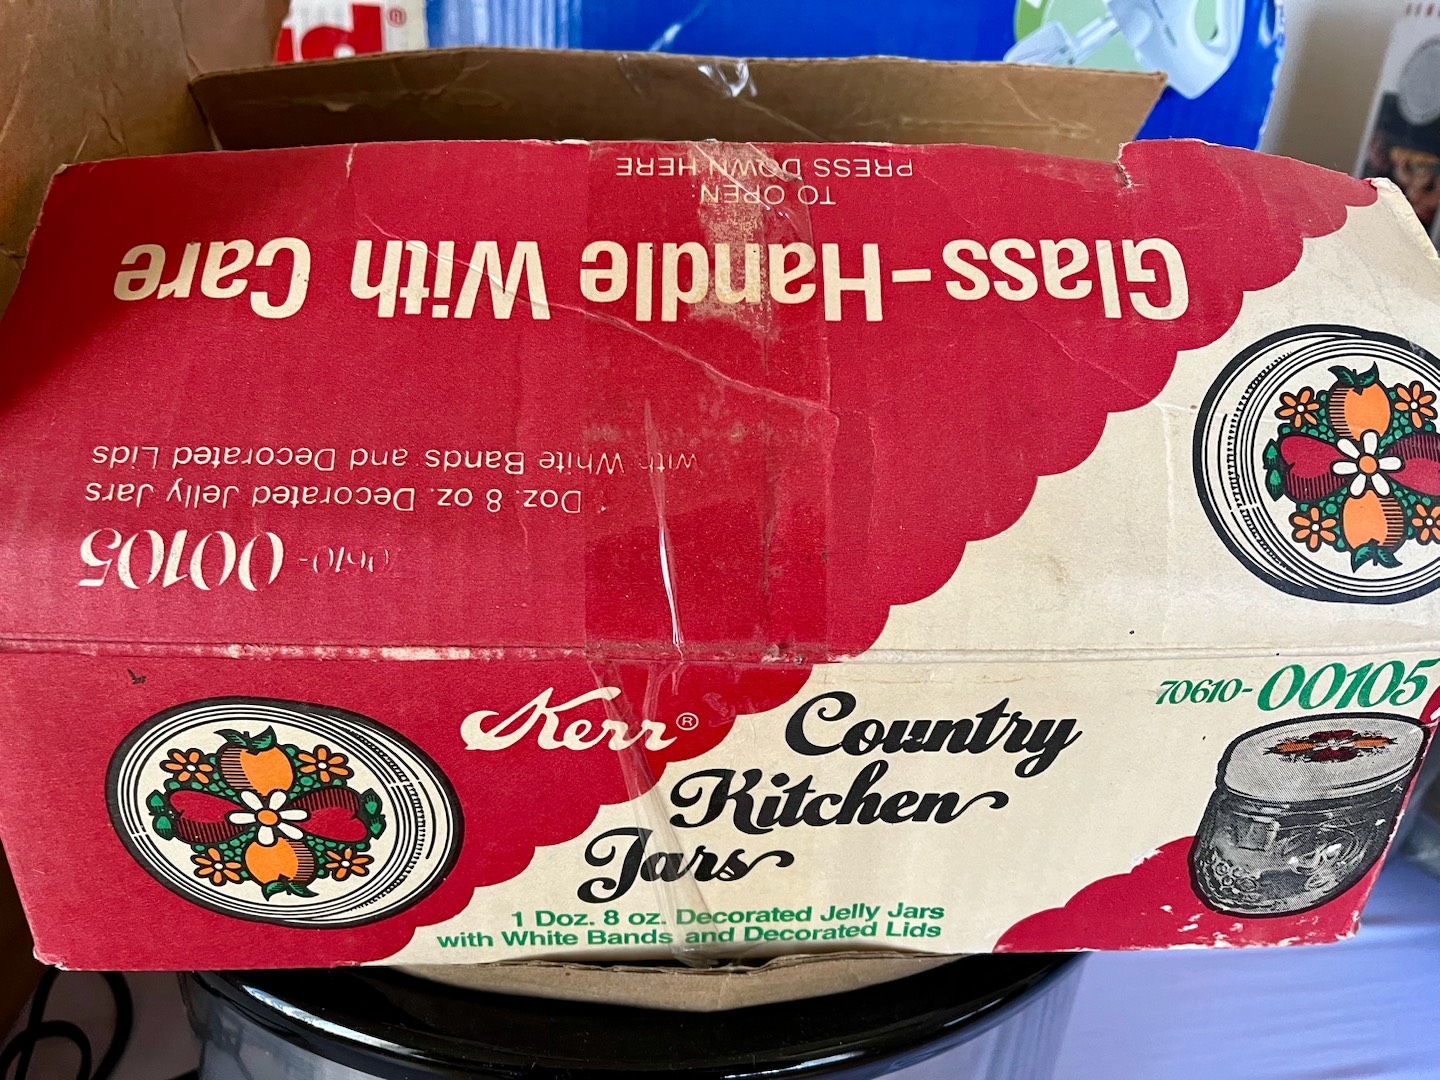 TO OPEN
PRESS DOWN HERE
Glass-Handle With Care
Doz. 8 oz. Decorated Jelly Jars
with White Bands and Decorated Lids
0610-00105
Kerr®
Country
Kitchen
Jars
1 Doz. 8 oz. Decorated Jelly Jars
with White Bands and Decorated Lids
70610-00105